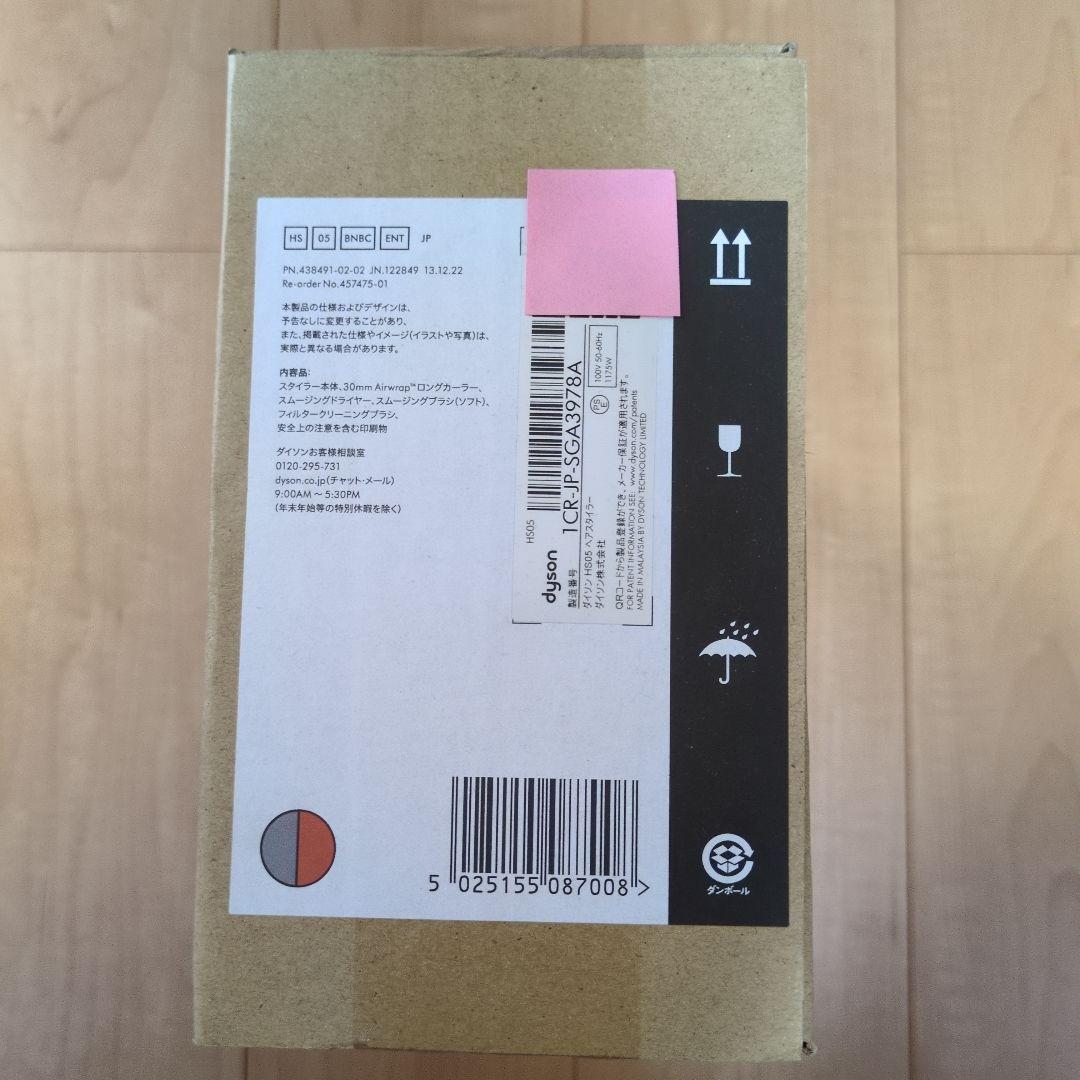 HS 05 BNBC ENT JP
PN.438491-02-02 JN.122849 13.12.22
Re-order No.457475-01
本製品の仕様およびデザインは、
予告なしに変更することがあり、
また、掲載された仕様やイメージ(イラストや写真)は、
実際と異なる場合があります。
内容品:
スタイラー本体、30mm Airwrap™ロングカーラー、
スムージングドライヤー、スムージングブラシ(ソフト)、
フィルタークリーニングブラシ、
安全上の注意を含む印刷物
ダイソンお客様相談室
0120-295-731
dyson.co.jp(チャット・メール)
9:00AM ~ 5:30PM
(年末年始等の特別休暇を除く)
HS05
dyson
製造番号 1CR-JP-SGA3978A
ダイソン HS05 ヘアスタイラー
ダイソン株式会社
PS
E
100V 50-60Hz
1175W
QRコードから製品登録ができ、メーカー保証が適用されます。
FOR PATENT INFORMATION SEE: www.dyson.com/patents
MADE IN MALAYSIA BY DYSON TECHNOLOGY LIMITED
5 025155 087008 >
ダンボール